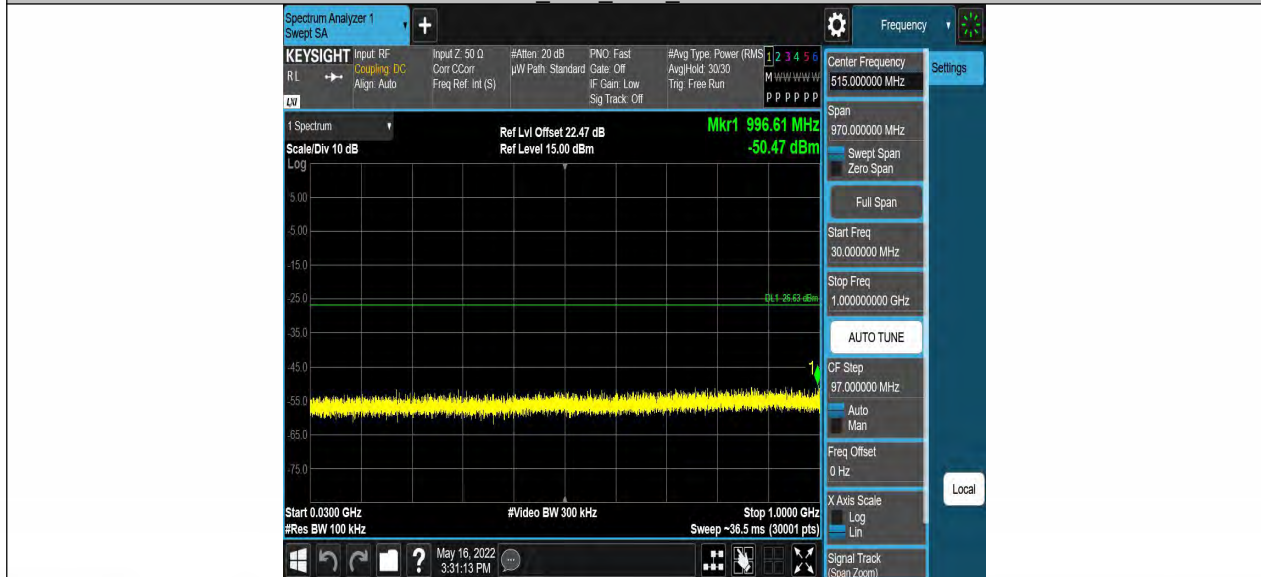 Spectrum Analyzer 1
Swept SA
Frequency
KEYSIGHT
RL
LXI
Input: RF
Coupling: DC
Align: Auto
Input Z: 50 Ω
Corr CCorr
Freq Ref: Int (S)
#Atten: 20 dB
µW Path: Standard
PNO: Fast
Gate: Off
IF Gain: Low
Sig Track: Off
#Avg Type: Power (RMS
Avg|Hold: 30/30
Trig: Free Run
1 2 3 4 5 6
M W W W W W
P P P P P P
1 Spectrum
Scale/Div 10 dB
Log
Ref Lvl Offset 22.47 dB
Ref Level 15.00 dBm
Mkr1 996.61 MHz
-50.47 dBm
5.00
-5.00
-15.0
-25.0
DL1 -26.63 dBm
-35.0
-45.0
1
-55.0
-65.0
-75.0
Start 0.0300 GHz
#Res BW 100 kHz
#Video BW 300 kHz
Stop 1.0000 GHz
Sweep ~36.5 ms (30001 pts)
May 16, 2022
3:31:13 PM
Center Frequency
515.000000 MHz
Span
970.000000 MHz
Swept Span
Zero Span
Full Span
Start Freq
30.000000 MHz
Stop Freq
1.000000000 GHz
AUTO TUNE
CF Step
97.000000 MHz
Auto
Man
Freq Offset
0 Hz
X Axis Scale
Log
Lin
Signal Track
(Span Zoom)
Settings
Local